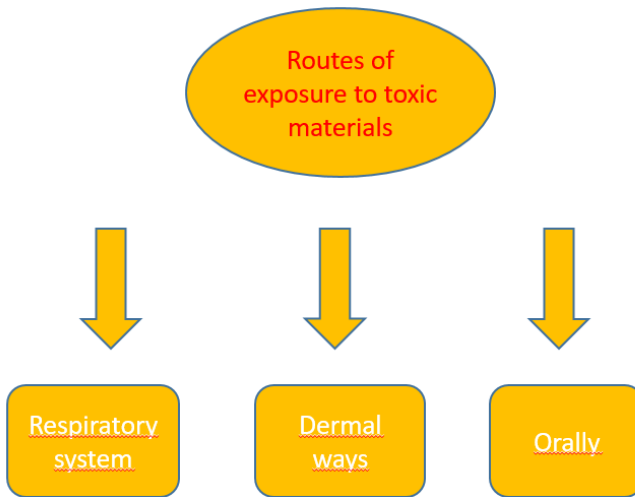 Routes of
exposure to toxic
materials
Respiratory
system
Dermal
ways
Orally